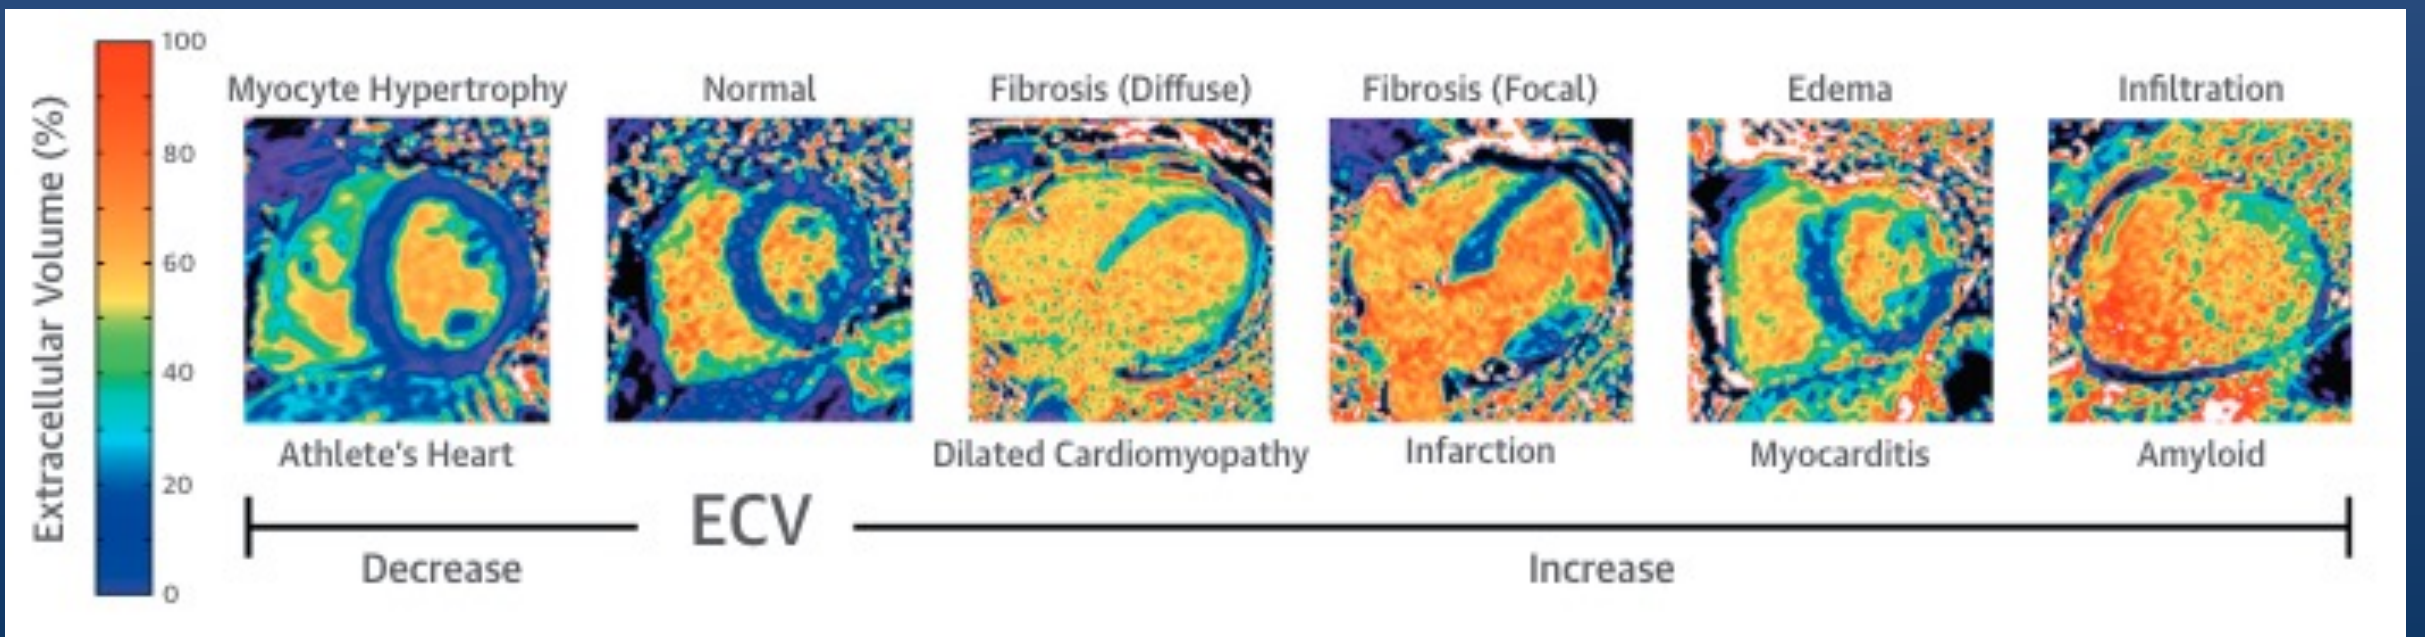 Extracellular Volume (%)
100
80
60
40
20
0
Myocyte Hypertrophy
Athlete's Heart
Normal
Fibrosis (Diffuse)
Dilated Cardiomyopathy
Fibrosis (Focal)
Infarction
Edema
Myocarditis
Infiltration
Amyloid
ECV
Decrease
Increase